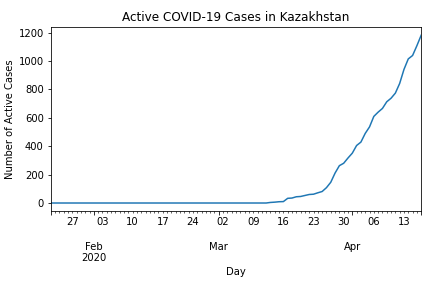 Active COVID-19 Cases in Kazakhstan
Number of Active Cases
1200
1000
800
600
400
200
0
27 03 10 17 24 02 09 16 23 30 06 13
Feb Mar Apr
2020
Day